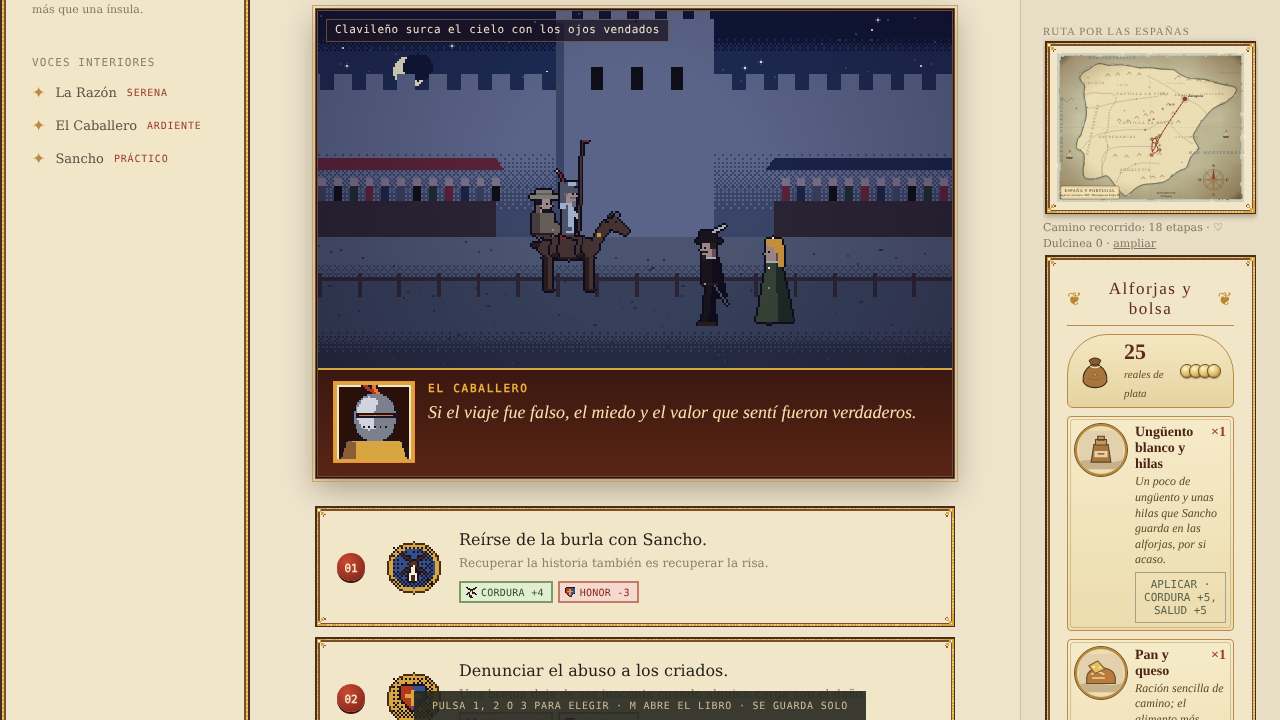 más que una ínsula.
VOCES INTERIORES
La Razón SERENA
El Caballero ARDIENTE
Sancho PRÁCTICO
Clavileño surca el cielo con los ojos vendados
EL CABALLERO
Si el viaje fue falso, el miedo y el valor que sentí fueron verdaderos.
01
Reírse de la burla con Sancho.
Recuperar la historia también es recuperar la risa.
CORDURA +4 HONOR -3
02
Denunciar el abuso a los criados.
PULSA 1, 2 O 3 PARA ELEGIR · M ABRE EL LIBRO · SE GUARDA SOLO
RUTA POR LAS ESPAÑAS
ESPAÑA Y PORTUGAL
Camino recorrido: 18 etapas · ♡
Dulcinea 0 · ampliar
Alforjas y
bolsa
25
reales de
plata
Ungüento ×1
blanco y
hilas
Un poco de
ungüento y unas
hilas que Sancho
guarda en las
alforjas, por si
acaso.
APLICAR ·
CORDURA +5,
SALUD +5
Pan y ×1
queso
Ración sencilla de
camino; el
alimento más